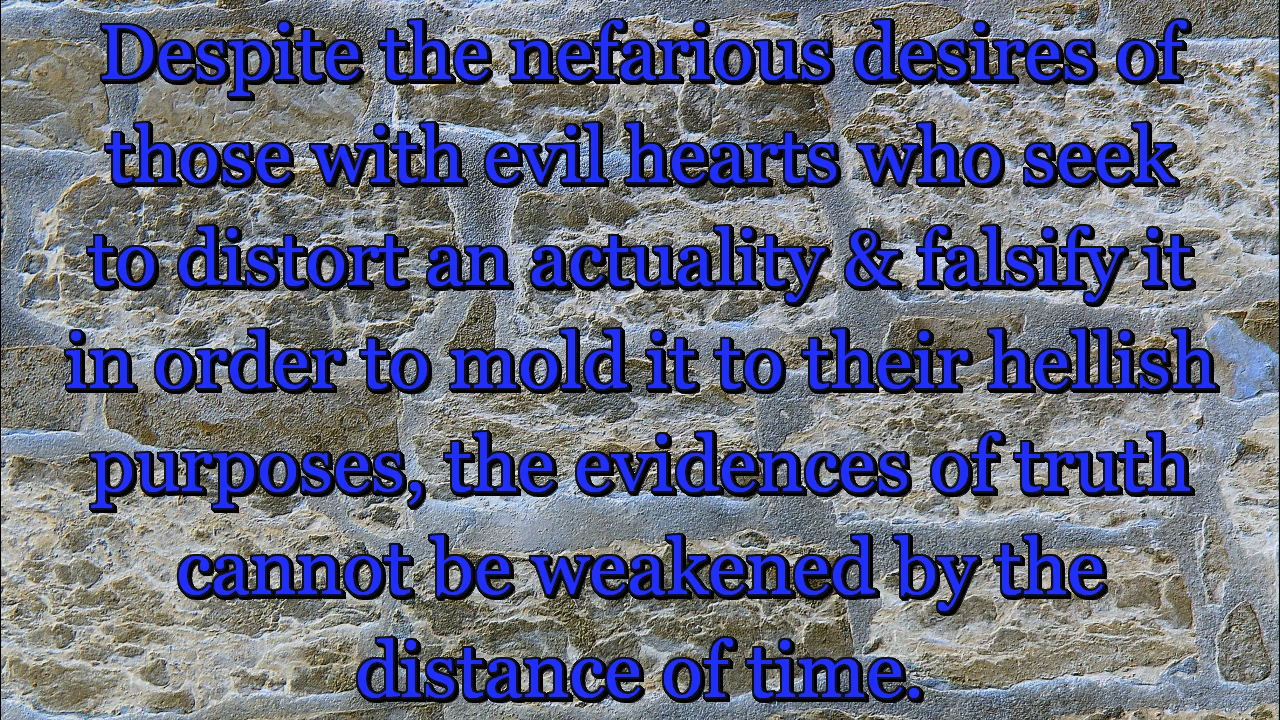 Despite the nefarious desires of
those with evil hearts who seek
to distort an actuality & falsify it
in order to mold it to their hellish
purposes, the evidences of truth
cannot be weakened by the
distance of time.